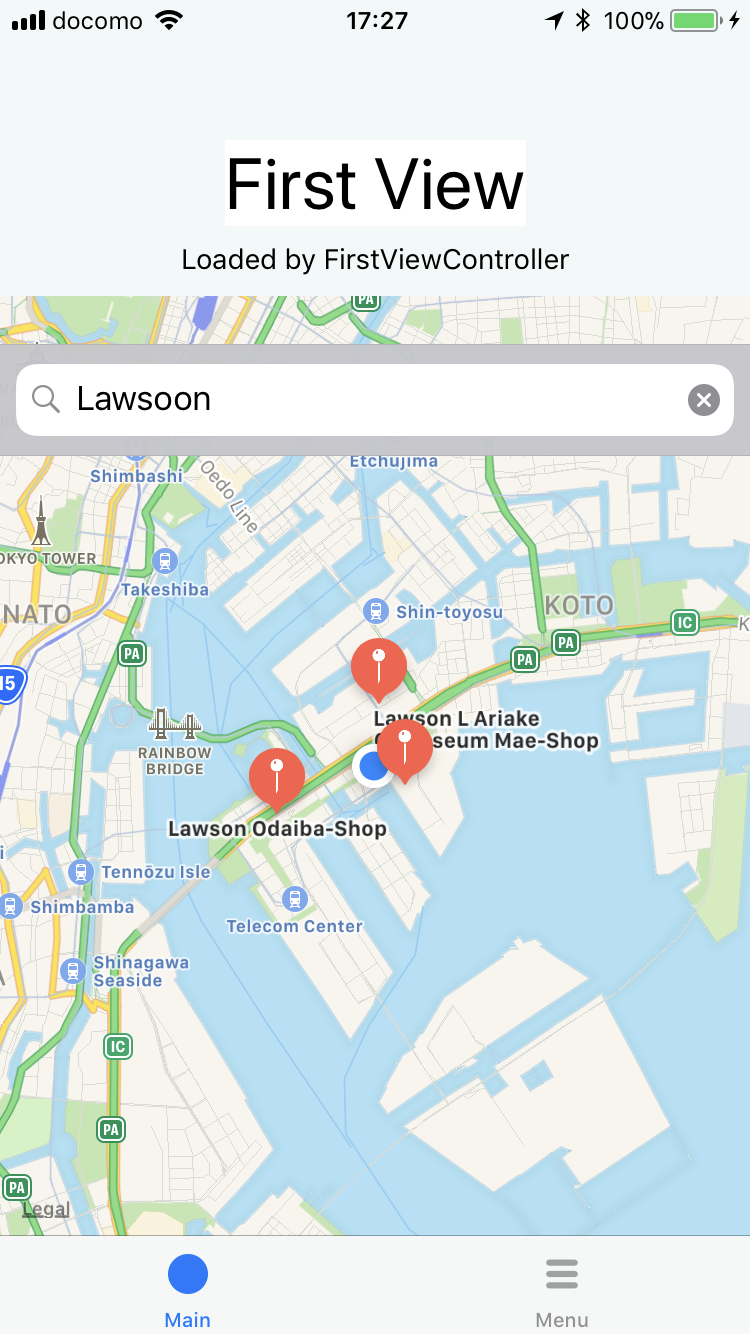 docomo 17:27 100%
First View
Loaded by FirstViewController
PA
Lawsoon
Etchujima
Shimbashi
Oedo Line
OKYO TOWER
Takeshiba
NATO
Shin-toyosu
KOTO
IC
K
PA
PA
PA
15
Lawson L Ariake
seum Mae-Shop
RAINBOW
BRIDGE
Lawson Odaiba-Shop
Tennōzu Isle
Shimbamba
Telecom Center
Shinagawa
Seaside
IC
PA
PA
Legal
Main
Menu